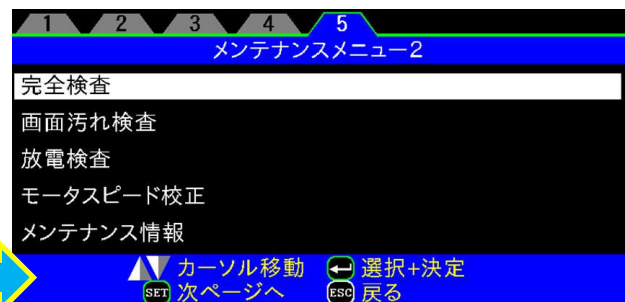 1 2 3 4 5
メンテナンスメニュー2
完全検査
画面汚れ検査
放電検査
モータスピード校正
メンテナンス情報
カーソル移動 選択+決定
SET 次ページへ ESC 戻る